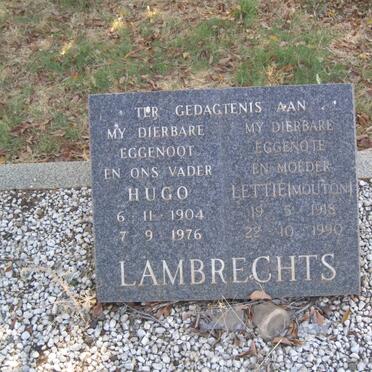 TER GEDAGTENIS AAN
MY DIERBARE
EGGENOOT
EN ONS VADER
HUGO
6 11 1904
7 9 1976
MY DIERBARE
EGGENOTE
EN MOEDER
LETTIE(MOUTON)
19 5 1918
22 10 1990
LAMBRECHTS